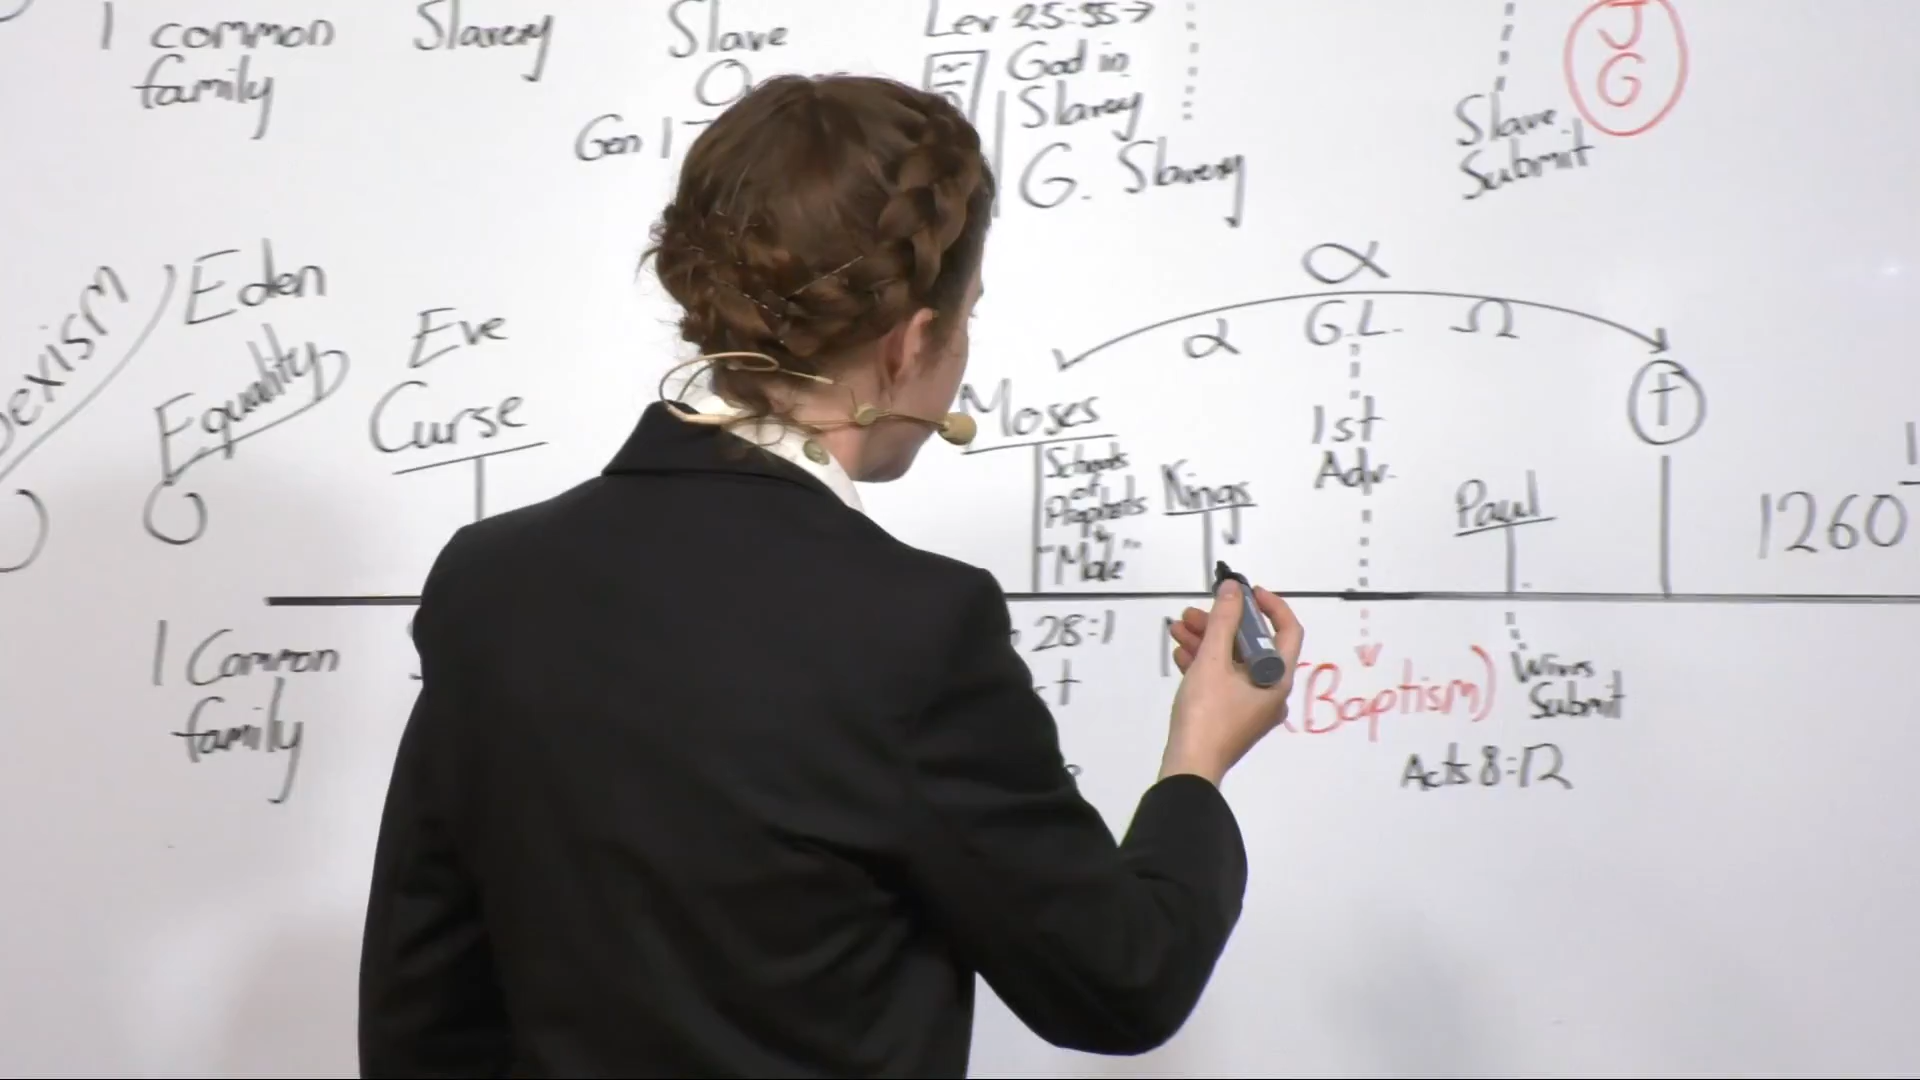 1 common
family
Slavery
Slave
Gen 1
Lev 25:55→
God in
Slavery
G. Slavery
Slave
Submit
J
G
Sexism
Eden
Equality
Eve
Curse
α
α G.L. Ω
Moses
Schools
of
Prophets
&
"Male"
Kings
1st
Adv.
Paul
1260
1 Common
family
28:1
(Baptism)
Wives
Submit
Acts 8:12